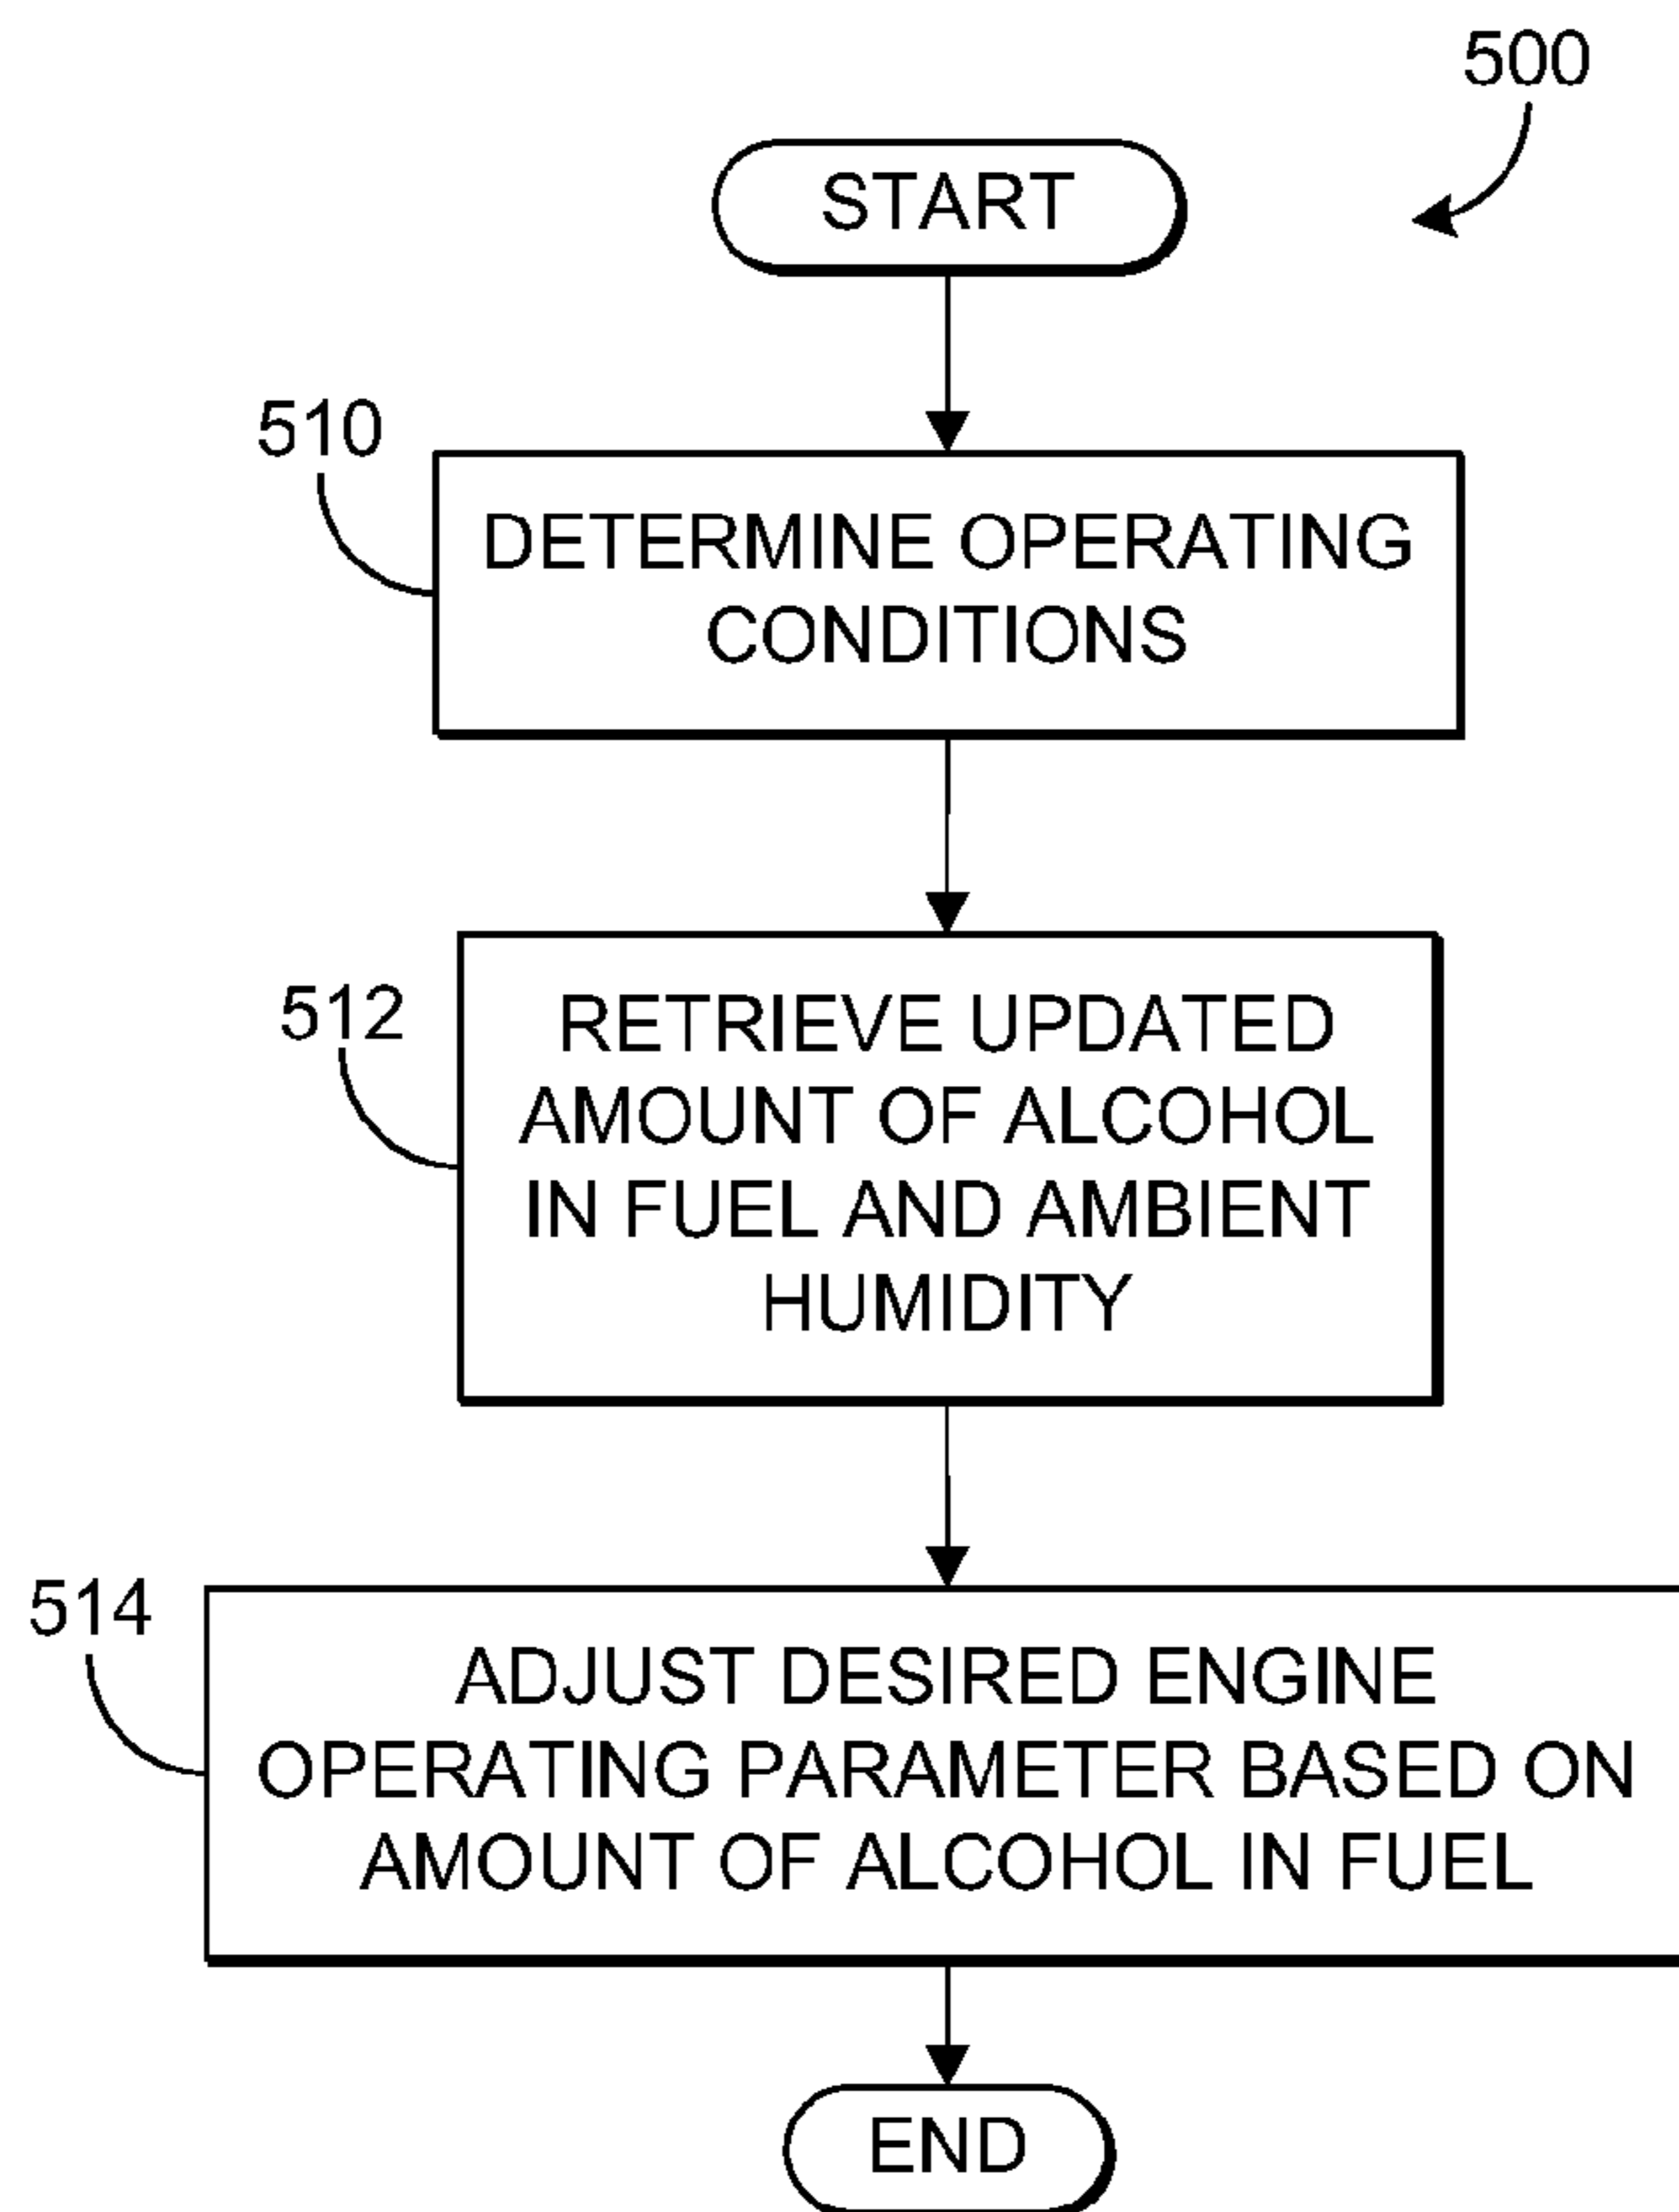 500
START
510
DETERMINE OPERATING
CONDITIONS
512
RETRIEVE UPDATED
AMOUNT OF ALCOHOL
IN FUEL AND AMBIENT
HUMIDITY
514
ADJUST DESIRED ENGINE
OPERATING PARAMETER BASED ON
AMOUNT OF ALCOHOL IN FUEL
END